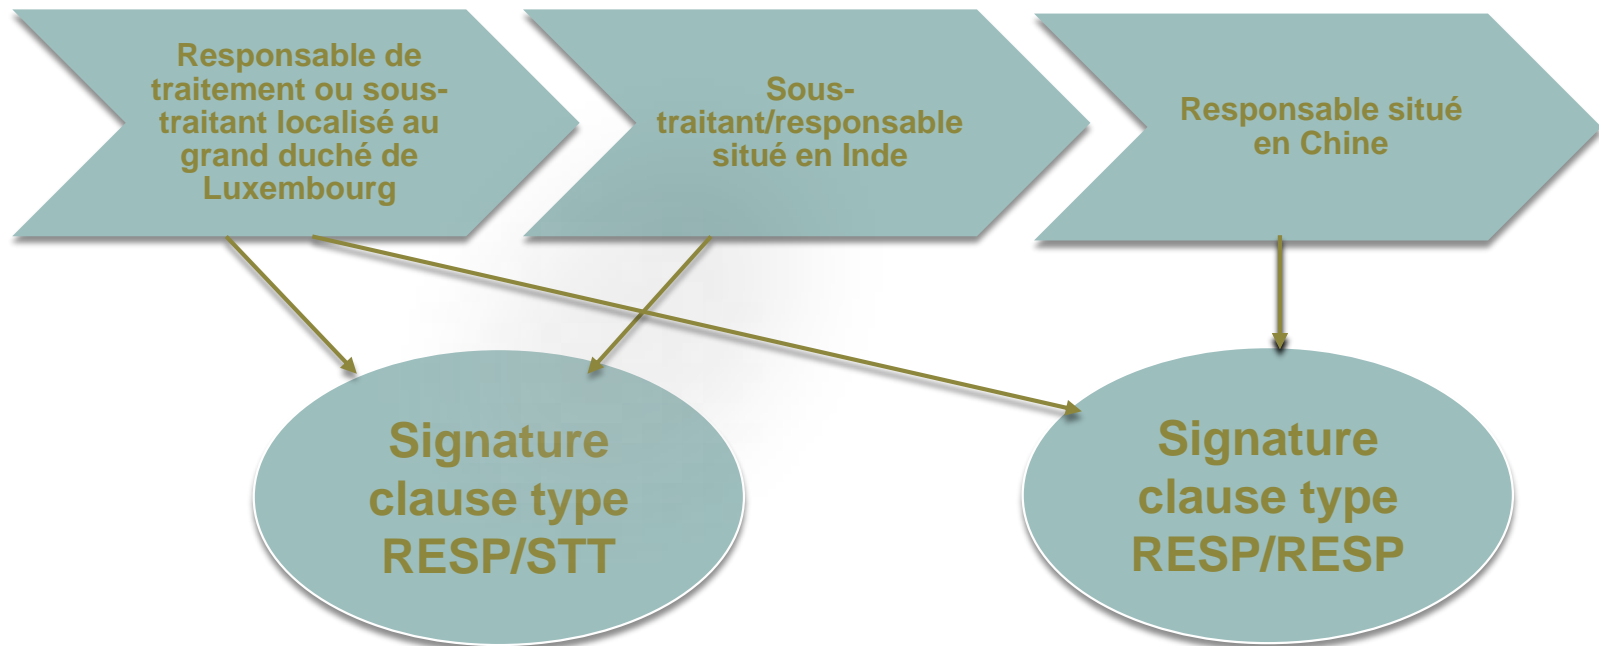 Responsable de
traitement ou sous-
traitant localisé au
grand duché de
Luxembourg
Sous-
traitant/responsable
situé en Inde
Responsable situé
en Chine
Signature
clause type
RESP/STT
Signature
clause type
RESP/RESP